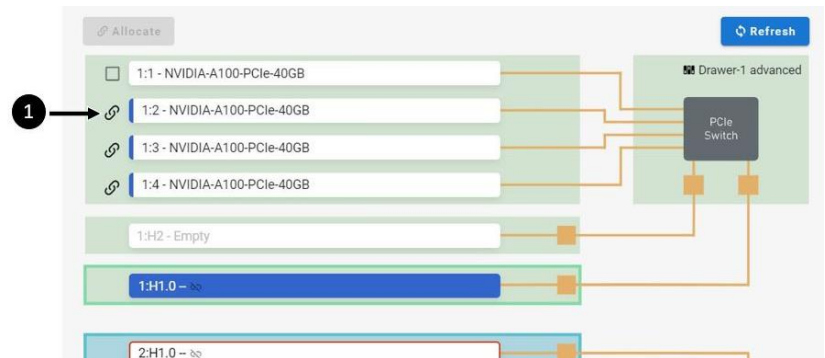 Allocate
Refresh
1:1 - NVIDIA-A100-PCIe-40GB
Drawer-1 advanced
1
1:2 - NVIDIA-A100-PCIe-40GB
PCIe
Switch
1:3 - NVIDIA-A100-PCIe-40GB
1:4 - NVIDIA-A100-PCIe-40GB
1:H2 - Empty
1:H1.0 --
2:H1.0 --